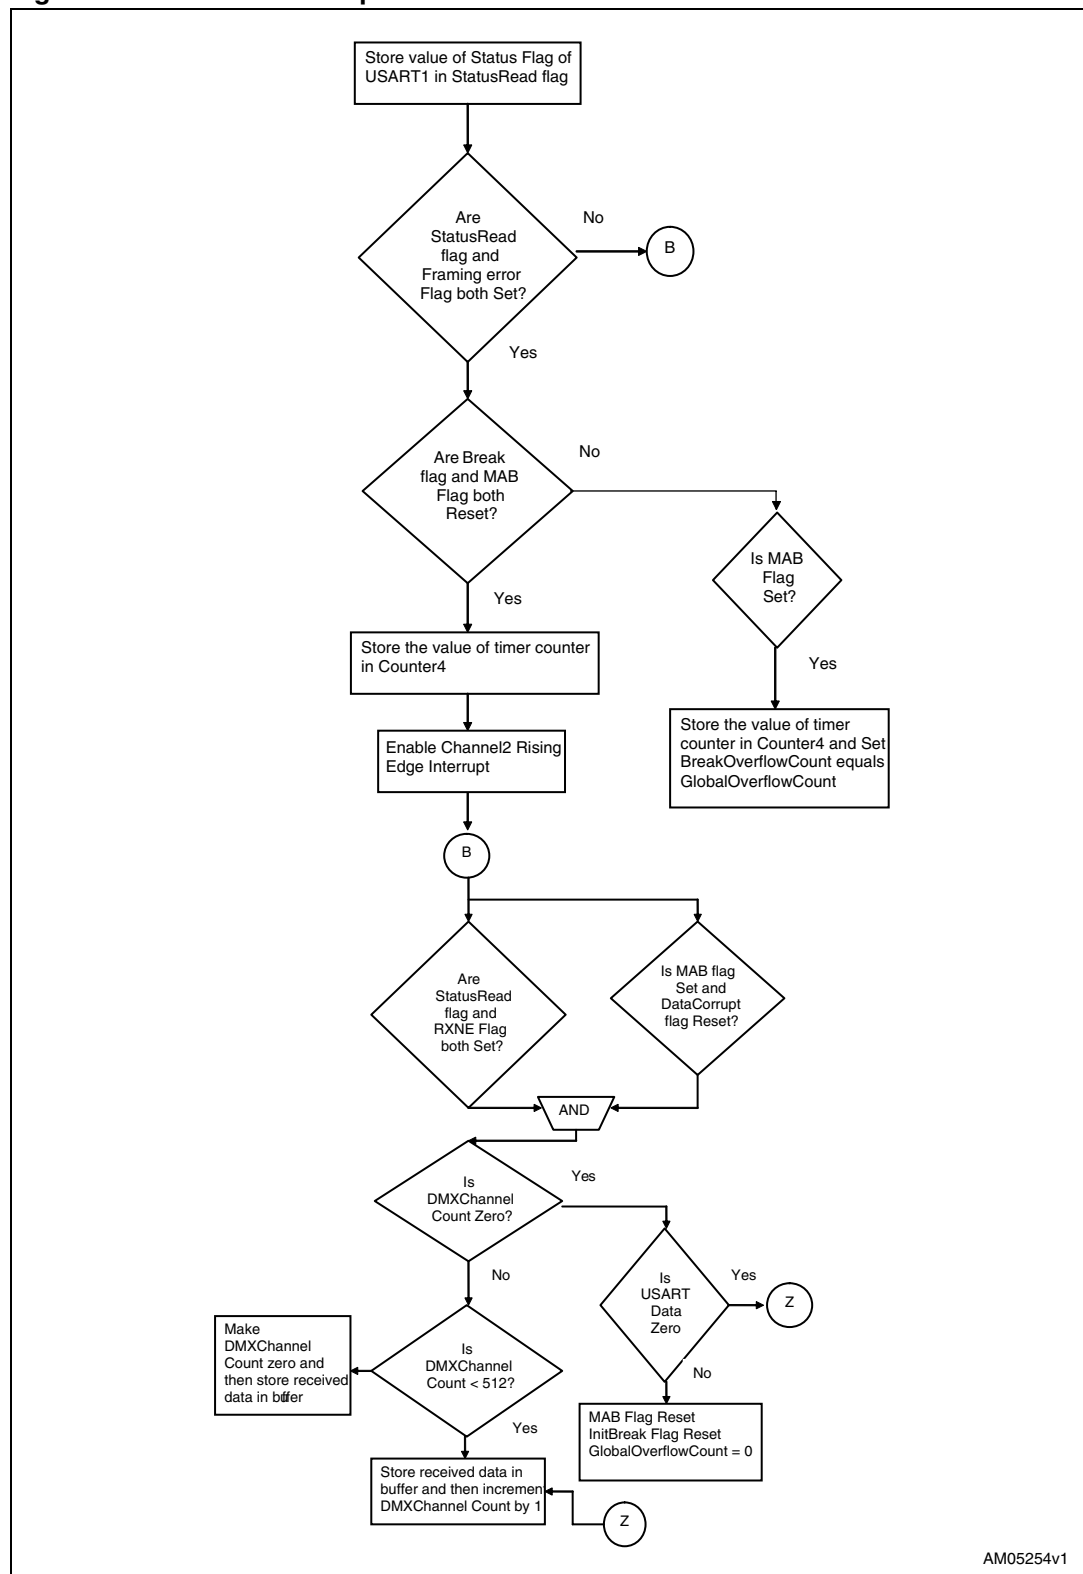 Store value of Status Flag of
USART1 in StatusRead flag
Are
StatusRead
flag and
Framing error
Flag both Set?
No
B
Yes
Are Break
flag and MAB
Flag both
Reset?
No
Is MAB
Flag
Set?
Yes
Yes
Store the value of timer counter
in Counter4
Store the value of timer
counter in Counter4 and Set
BreakOverflowCount equals
GlobalOverflowCount
Enable Channel2 Rising
Edge Interrupt
B
Are
StatusRead
flag and
RXNE Flag
both Set?
Is MAB flag
Set and
DataCorrupt
flag Reset?
AND
Is
DMXChannel
Count Zero?
Yes
No
Is
USART
Data
Zero
Yes
Z
No
Make
DMXChannel
Count zero and
then store received
data in buffer
Is
DMXChannel
Count < 512?
Yes
MAB Flag Reset
InitBreak Flag Reset
GlobalOverflowCount = 0
Store received data in
buffer and then increment
DMXChannel Count by 1
Z
AM05254v1